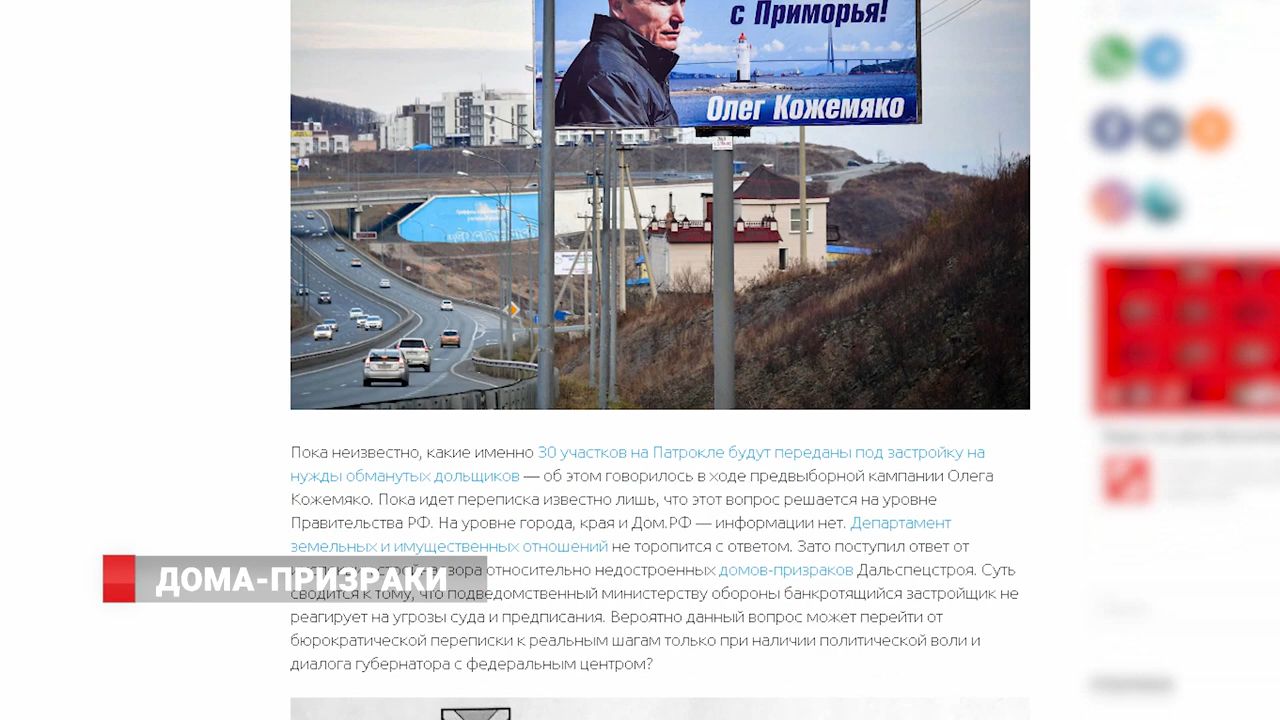 с Приморья!
Олег Кожемяко
Пока неизвестно, какие именно 30 участков на Патрокле будут переданы под застройку на
нужды обманутых дольщиков — об этом говорилось в ходе предвыборной кампании Олега
Кожемяко. Пока идет переписка известно лишь, что этот вопрос решается на уровне
Правительства РФ. На уровне города, края и Дом.РФ — информации нет. Департамент
земельных и имущественных отношений не торопится с ответом. Зато поступил ответ от
относительно недостроенных домов-призраков Дальспецстроя. Суть
ДОМА-ПРИЗРАКИ
сводится к тому, что подведомственный министерству обороны банкротящийся застройщик не
реагирует на угрозы суда и предписания. Вероятно данный вопрос может перейти от
бюрократической переписки к реальным шагам только при наличии политической воли и
диалога губернатора с федеральным центром?